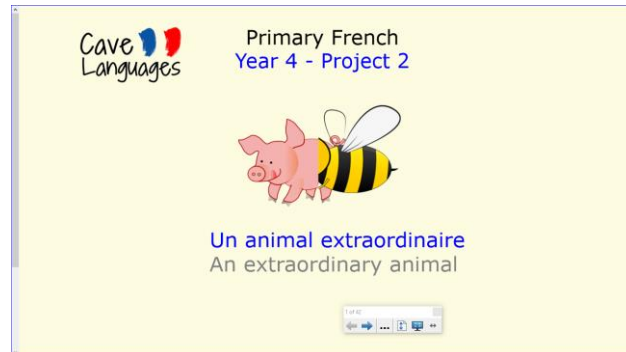 Cave
Languages
Primary French
Year 4 - Project 2
Un animal extraordinaire
An extraordinary animal